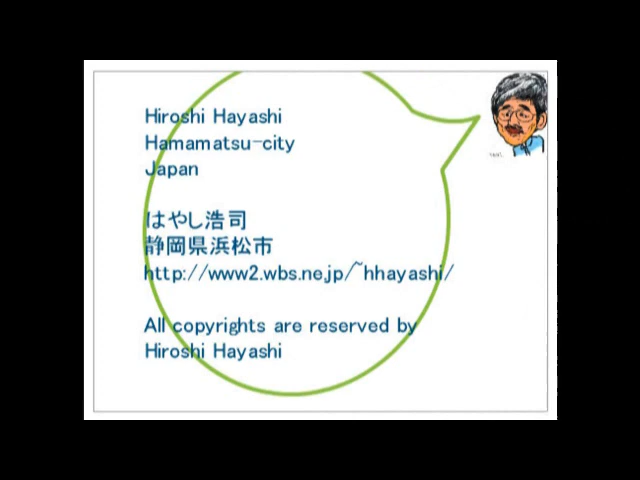 Hiroshi Hayashi
Hamamatsu-city
Japan
はやし浩司
静岡県浜松市
http://www2.wbs.ne.jp/~hhayashi/
All copyrights are reserved by
Hiroshi Hayashi